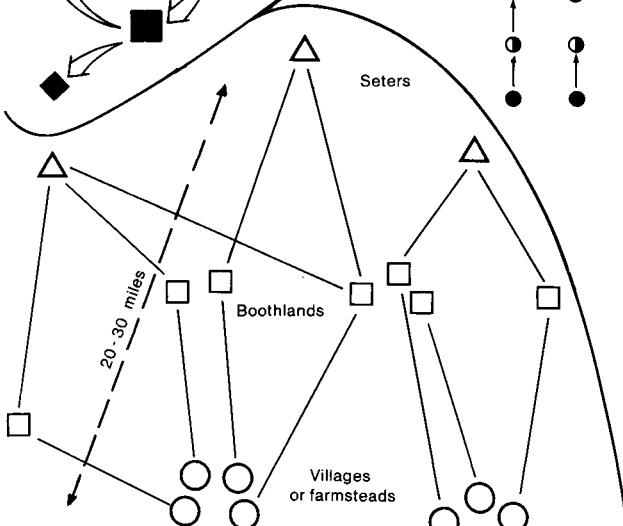 Seters
20-30 miles
Boothlands
Villages
or farmsteads